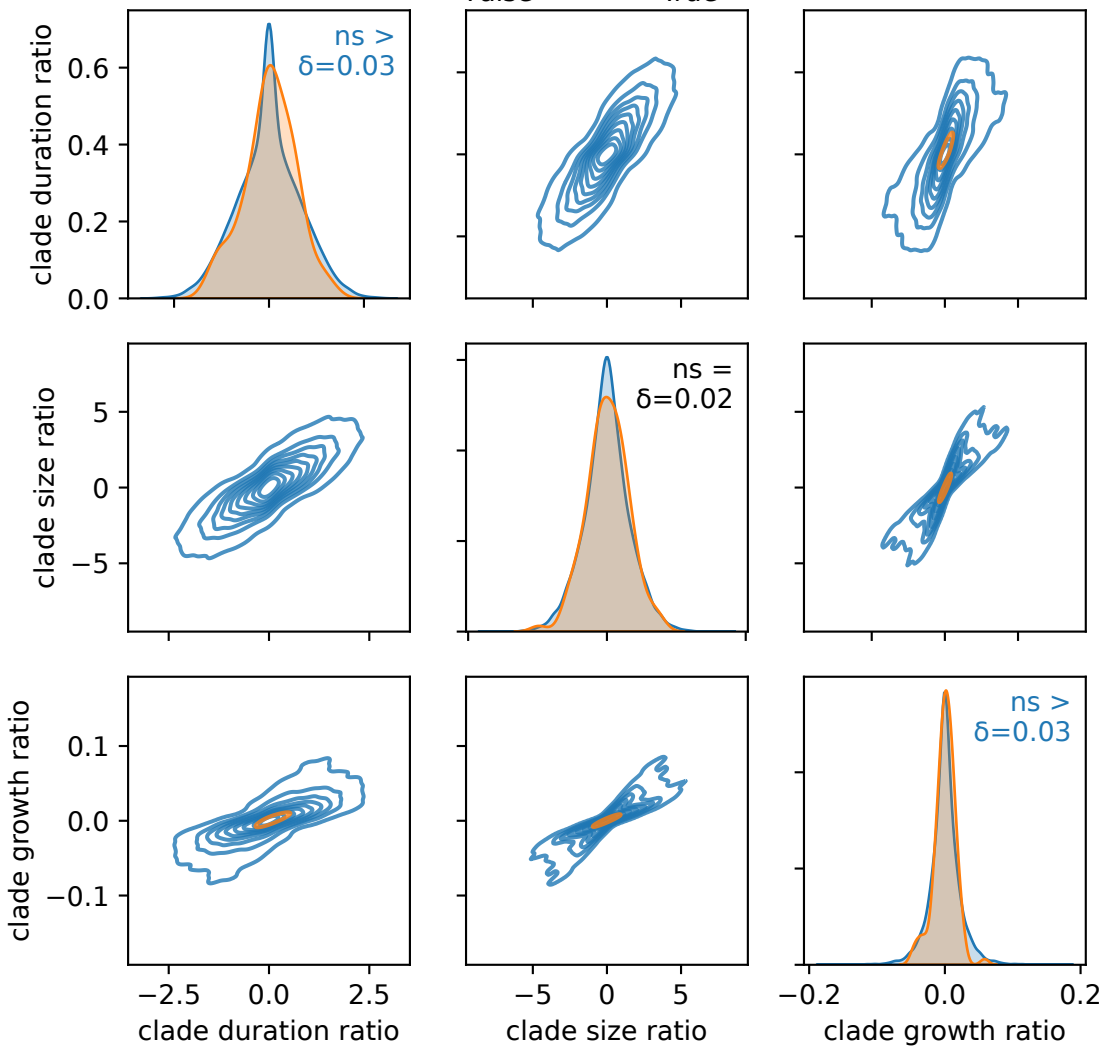 clade duration ratio
0.6
0.4
0.2
0.0
ns >
δ=0.03
clade size ratio
5
0
−5
−5
0
5
ns =
δ=0.02
clade growth ratio
0.1
0.0
−0.1
ns >
δ=0.03
−2.5
0.0
2.5
−5
0
5
−0.2
0.0
0.2
clade duration ratio
clade size ratio
clade growth ratio